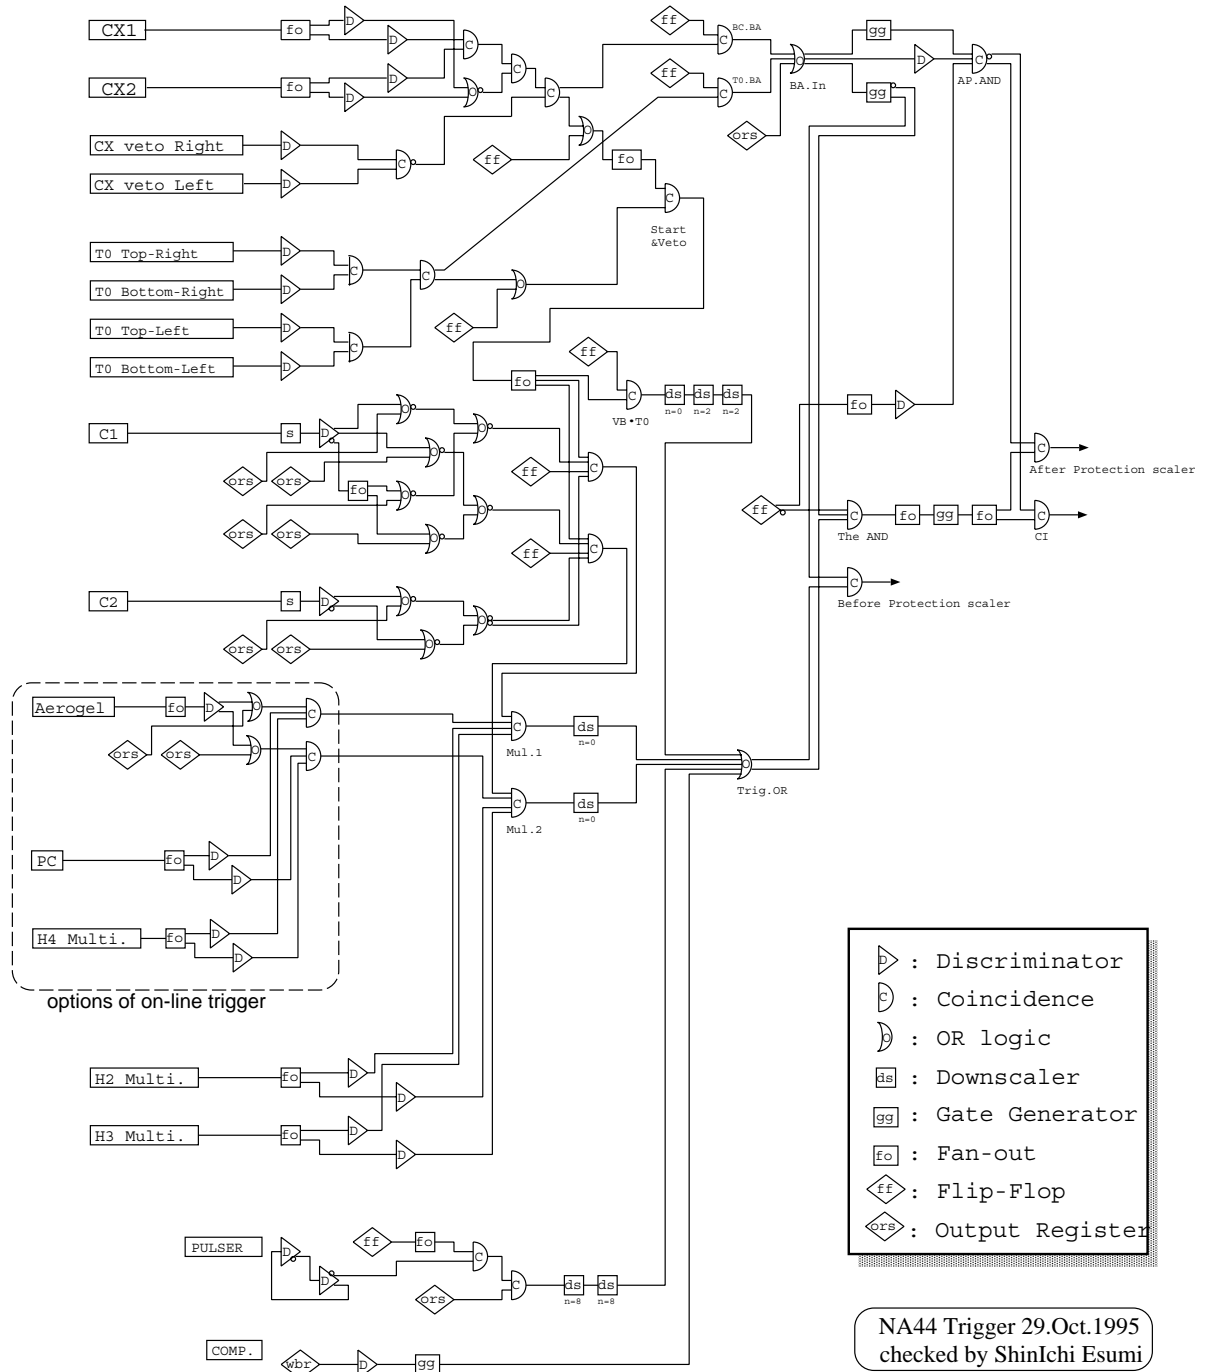 CX1
fo
D
D
C
ff
C
BC.BA
gg
CX2
fo
D
D
O
C
C
ff
C
T0.BA
O
BA.In
D
C
AP.AND
gg
ors
CX veto Right
D
C
ff
O
fo
CX veto Left
D
C
Start
&Veto
T0 Top-Right
D
C
C
O
T0 Bottom-Right
D
T0 Top-Left
D
C
ff
T0 Bottom-Left
D
ff
fo
C
VB•T0
ds
ds
ds
n=0
n=2
n=2
fo
D
C1
s
D
O
O
O
C
C
After Protection scaler
ors
ors
fo
O
ff
ors
ors
O
O
ff
C
ff
C
The AND
fo
gg
fo
C
CI
C2
s
D
O
O
O
C
Before Protection scaler
ors
ors
Aerogel
fo
D
O
C
ors
ors
O
C
C
Mul.1
ds
n=0
O
Trig.OR
C
Mul.2
ds
n=0
PC
fo
D
D
H4 Multi.
fo
D
D
options of on-line trigger
H2 Multi.
fo
D
D
H3 Multi.
fo
D
D
PULSER
D
D
ff
fo
C
ors
C
ds
ds
n=8
n=8
COMP.
wbr
D
gg
D : Discriminator
C : Coincidence
O : OR logic
ds : Downscaler
gg : Gate Generator
fo : Fan-out
ff : Flip-Flop
ors : Output Register
NA44 Trigger 29.Oct.1995
checked by ShinIchi Esumi